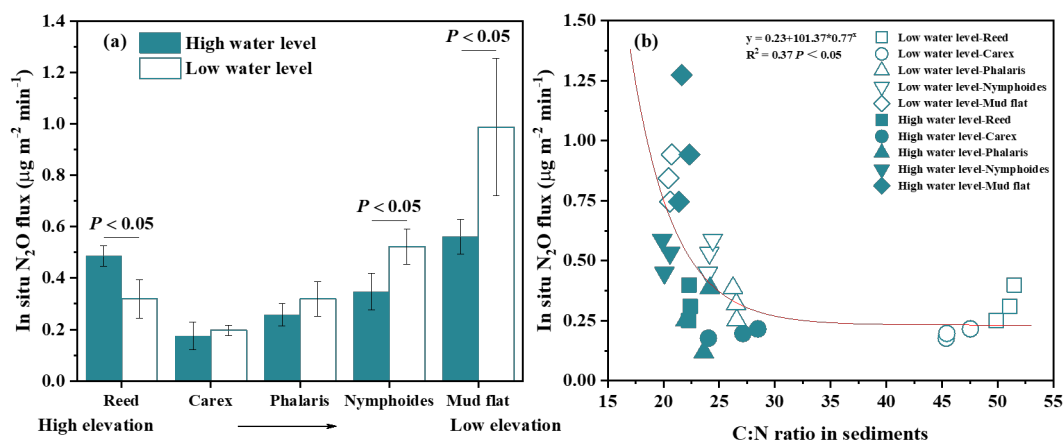 (a)
High water level
Low water level
P < 0.05
P < 0.05
P < 0.05
In situ N₂O flux (μg m⁻² min⁻¹)
1.4
1.2
1.0
0.8
0.6
0.4
0.2
0.0
Reed Carex Phalaris Nymphoides Mud flat
High elevation Low elevation
(b)
y = 0.23+101.37*0.77ˣ
R² = 0.37 P < 0.05
Low water level-Reed
Low water level-Carex
Low water level-Phalaris
Low water level-Nymphoides
Low water level-Mud flat
High water level-Reed
High water level-Carex
High water level-Phalaris
High water level-Nymphoides
High water level-Mud flat
In situ N₂O flux (μg m⁻² min⁻¹)
1.50
1.25
1.00
0.75
0.50
0.25
0.00
15 20 25 30 35 40 45 50 55
C:N ratio in sediments